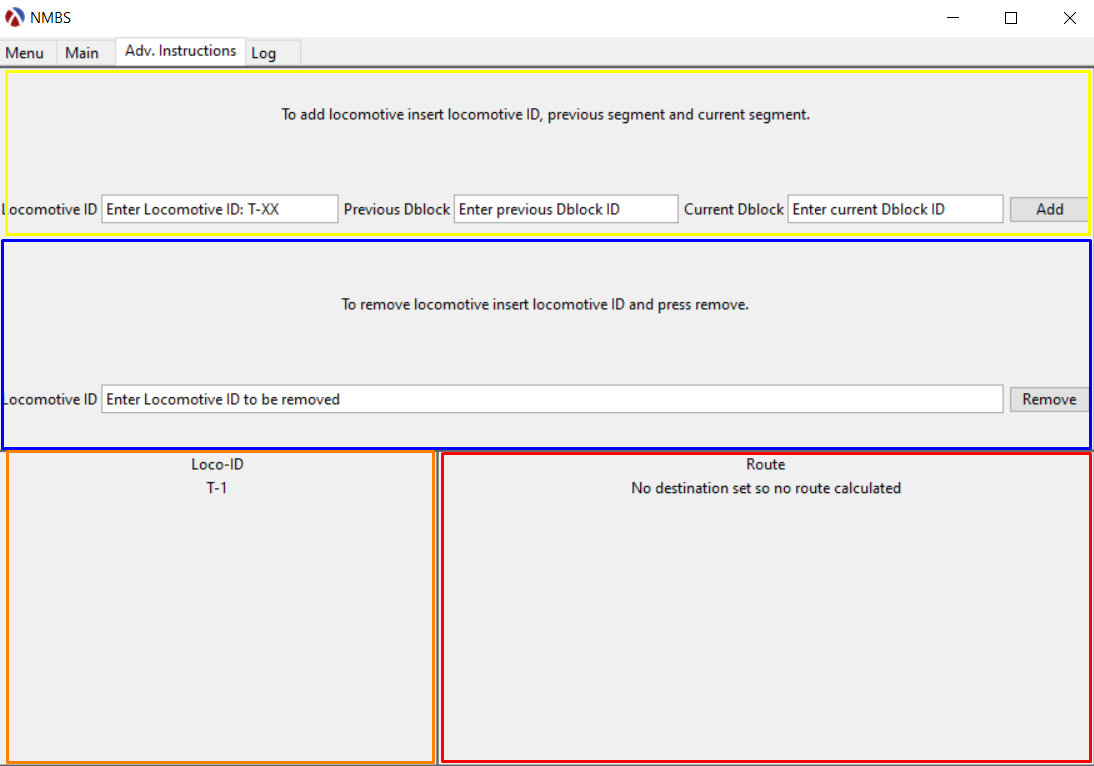 NMBS
Menu Main Adv. Instructions Log
To add locomotive insert locomotive ID, previous segment and current segment.
Locomotive ID Enter Locomotive ID: T-XX Previous Dblock Enter previous Dblock ID Current Dblock Enter current Dblock ID Add
To remove locomotive insert locomotive ID and press remove.
Locomotive ID Enter Locomotive ID to be removed Remove
Loco-ID Route
T-1 No destination set so no route calculated